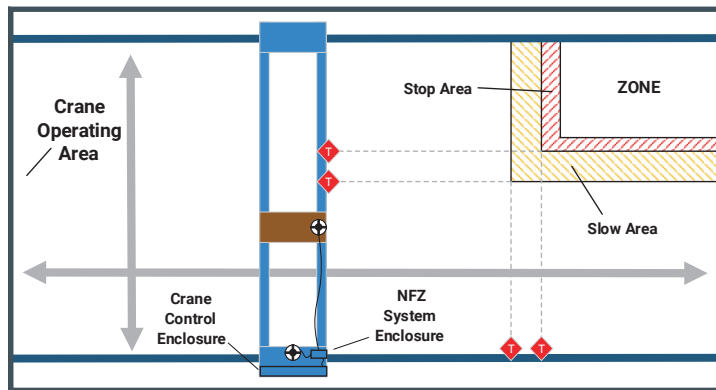 Crane
Operating
Area
Stop Area
ZONE
T
T
Slow Area
Crane
Control
Enclosure
NFZ
System
Enclosure
T
T